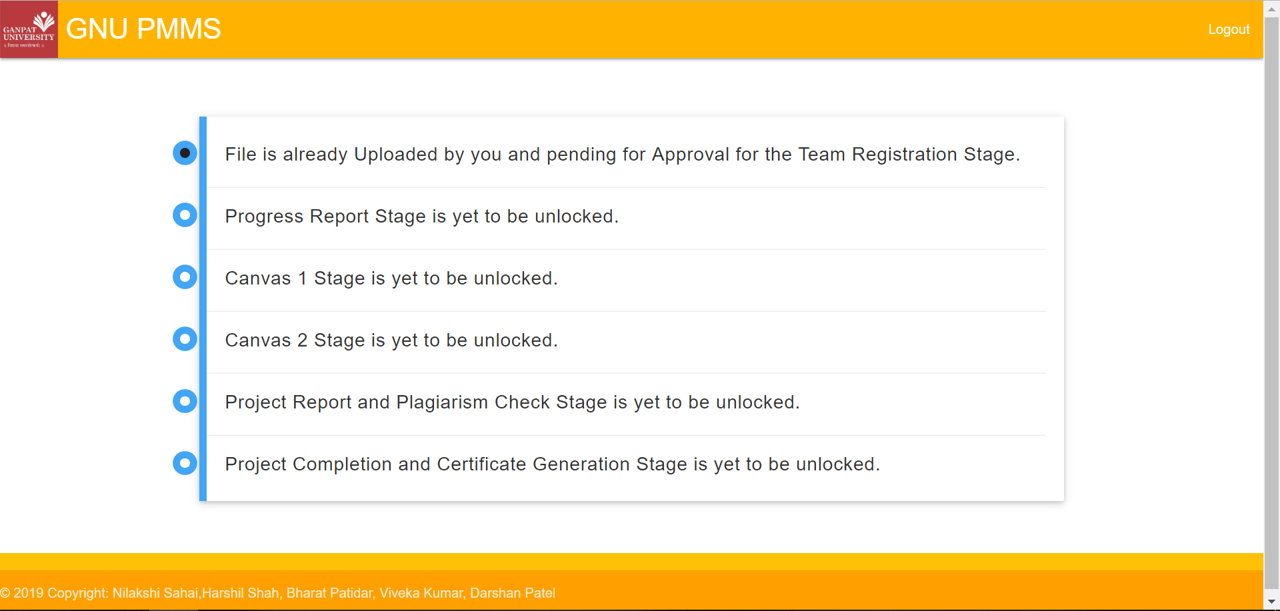 GANPAT
UNIVERSITY
GNU PMMS
Logout
File is already Uploaded by you and pending for Approval for the Team Registration Stage.
Progress Report Stage is yet to be unlocked.
Canvas 1 Stage is yet to be unlocked.
Canvas 2 Stage is yet to be unlocked.
Project Report and Plagiarism Check Stage is yet to be unlocked.
Project Completion and Certificate Generation Stage is yet to be unlocked.
© 2019 Copyright: Nilakshi Sahai,Harshil Shah, Bharat Patidar, Viveka Kumar, Darshan Patel